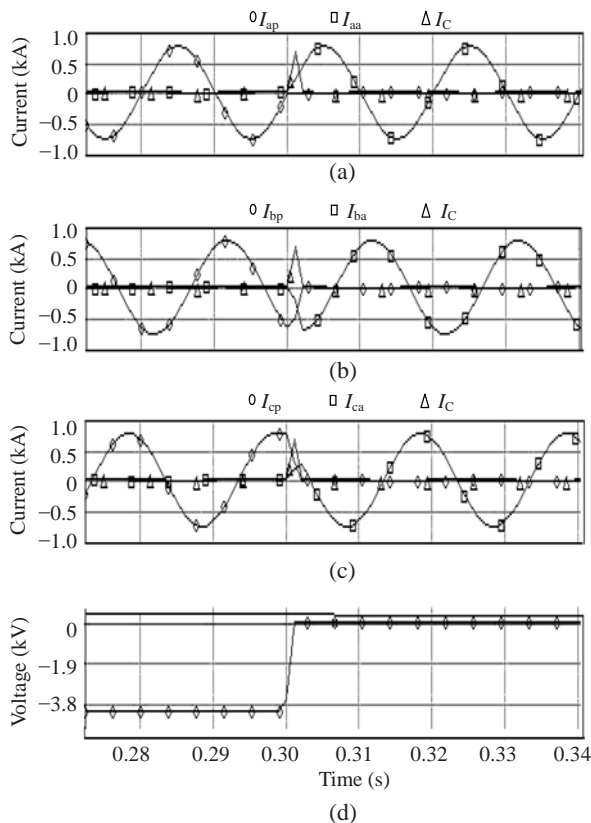 I_ap I_aa I_C
Current (kA)
1.0
0.5
0
−0.5
−1.0
(a)
I_bp I_ba I_C
Current (kA)
1.0
0.5
0
−0.5
−1.0
(b)
I_cp I_ca I_C
Current (kA)
1.0
0.5
0
−0.5
−1.0
(c)
Voltage (kV)
0
−1.9
−3.8
0.28 0.29 0.30 0.31 0.32 0.33 0.34
Time (s)
(d)